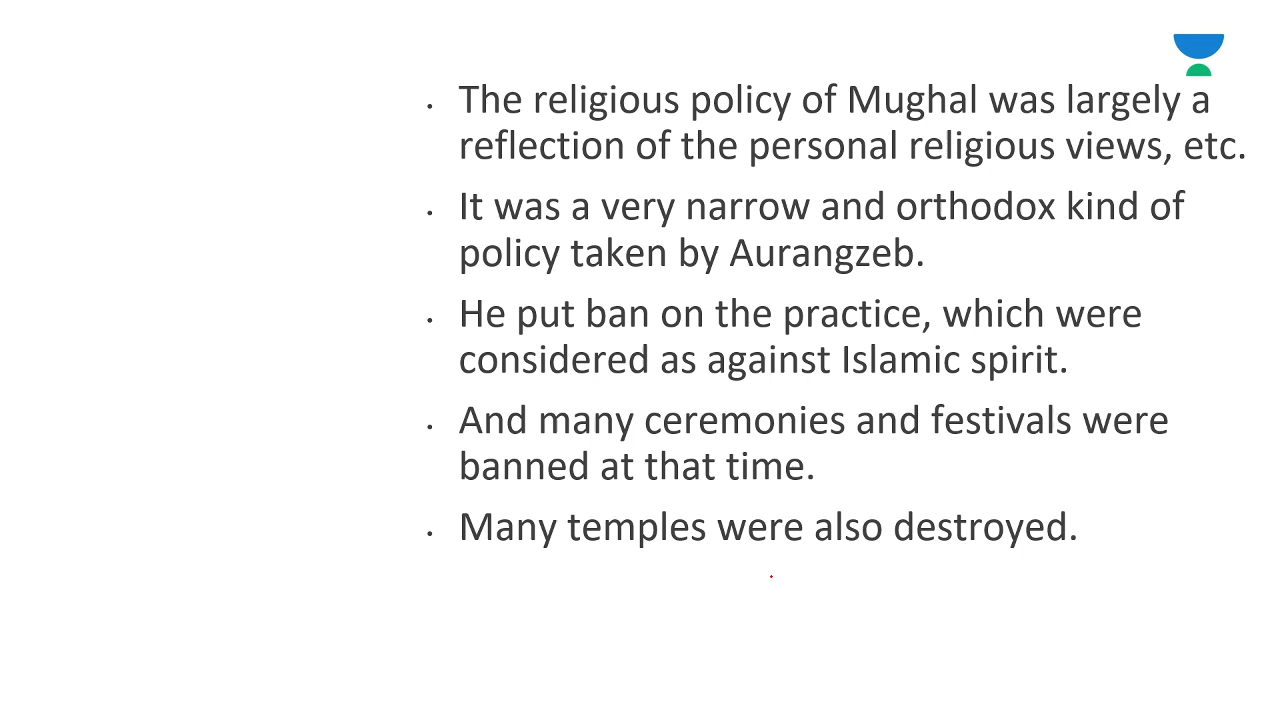 • The religious policy of Mughal was largely a
reflection of the personal religious views, etc.
• It was a very narrow and orthodox kind of
policy taken by Aurangzeb.
• He put ban on the practice, which were
considered as against Islamic spirit.
• And many ceremonies and festivals were
banned at that time.
• Many temples were also destroyed.